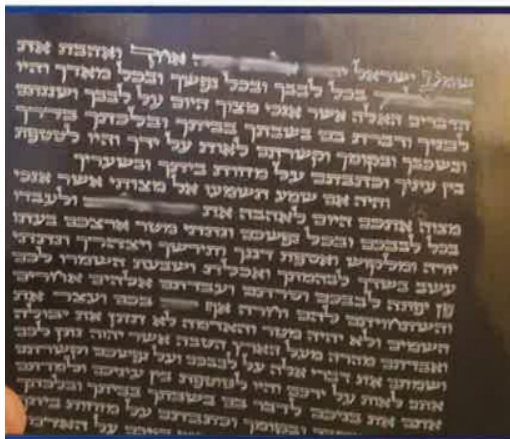 שמע ישראל אחד ואהבת את
בכל לבבך ובכל נפשך ובכל מאדך והיו
הדברים האלה אשר אנכי מצוך היום על לבבך ושננתם
לבניך ודברת בם בשבתך בביתך ובלכתך בדרך
ובשכבך ובקומך וקשרתם לאות על ידך והיו לטטפת
בין עיניך וכתבתם על מזזות ביתך ובשעריך
והיה אם שמע תשמעו אל מצותי אשר אנכי
מצוה אתכם היום לאהבה את ולעבדו
בכל לבבכם ובכל נפשכם ונתתי מטר ארצכם בעתו
יורה ומלקוש ואספת דגנך ותירשך ויצהרך ונתתי
עשב בשדך לבהמתך ואכלת ושבעת השמרו לכם
פן יפתה לבבכם וסרתם ועבדתם אלהים אחרים
והשתחויתם להם וחרה אף בכם ועצר את
השמים ולא יהיה מטר והאדמה לא תתן את יבולה
ואבדתם מהרה מעל הארץ הטבה אשר יהוה נתן לכם
ושמתם את דברי אלה על לבבכם ועל נפשכם וקשרתם
אתם לאות על ידכם והיו לטוטפת בין עיניכם ולמדתם
אתם את בניכם לדבר בם בשבתך בביתך ובלכתך
ובשכבך ובקומך וכתבתם על מזוזות ביתך
על האדמה